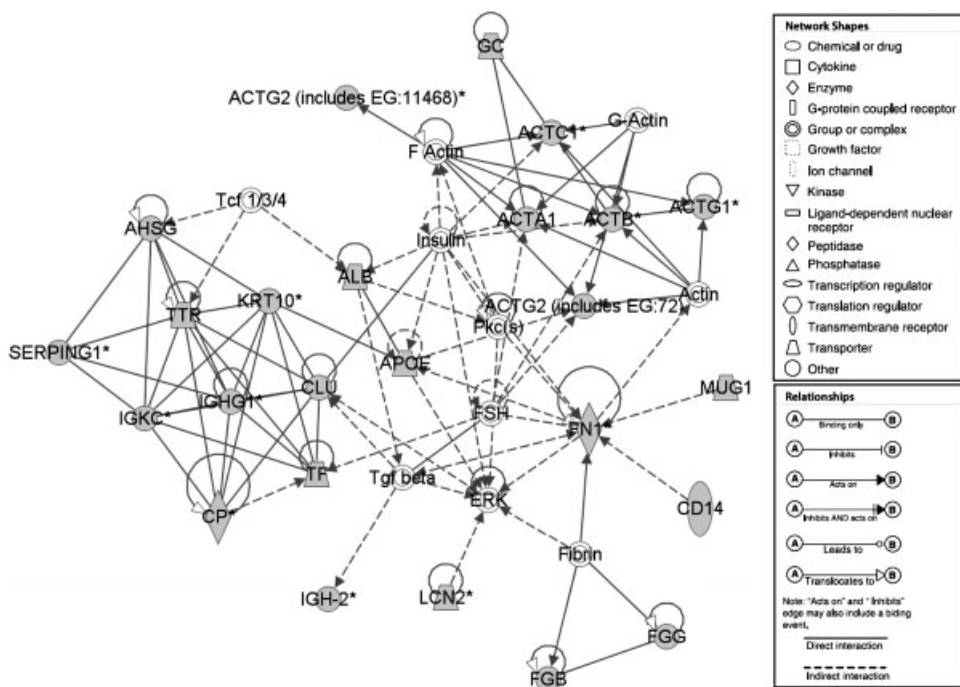 GC
ACTG2 (includes EG:11468)*
ACTC1*
G-Actin
F Actin
Tcf 1/3/4
ACTA1
ACTB*
ACTG1*
AHSG
Insulin
ALB*
KRT10*
ACTG2 (includes EG:72)
Actin
TTR
Pkc(s)
SERPING1*
APOE
CLU
MUG1
IGKC*
IGHG1*
FSH
FN1*
TF
Tgf beta
ERK
CP*
CD14
Fibrin
IGH-2*
LCN2*
FGG
FGB
Network Shapes
Chemical or drug
Cytokine
Enzyme
G-protein coupled receptor
Group or complex
Growth factor
Ion channel
Kinase
Ligand-dependent nuclear
receptor
Peptidase
Phosphatase
Transcription regulator
Translation regulator
Transmembrane receptor
Transporter
Other
Relationships
A Binding only B
A Inhibits B
A Acts on B
A Inhibits AND acts on B
A Leads to B
A Translocates to B
Note: "Acts on" and "Inhibits"
edge may also include a biding
event.
Direct interaction
Indirect interaction